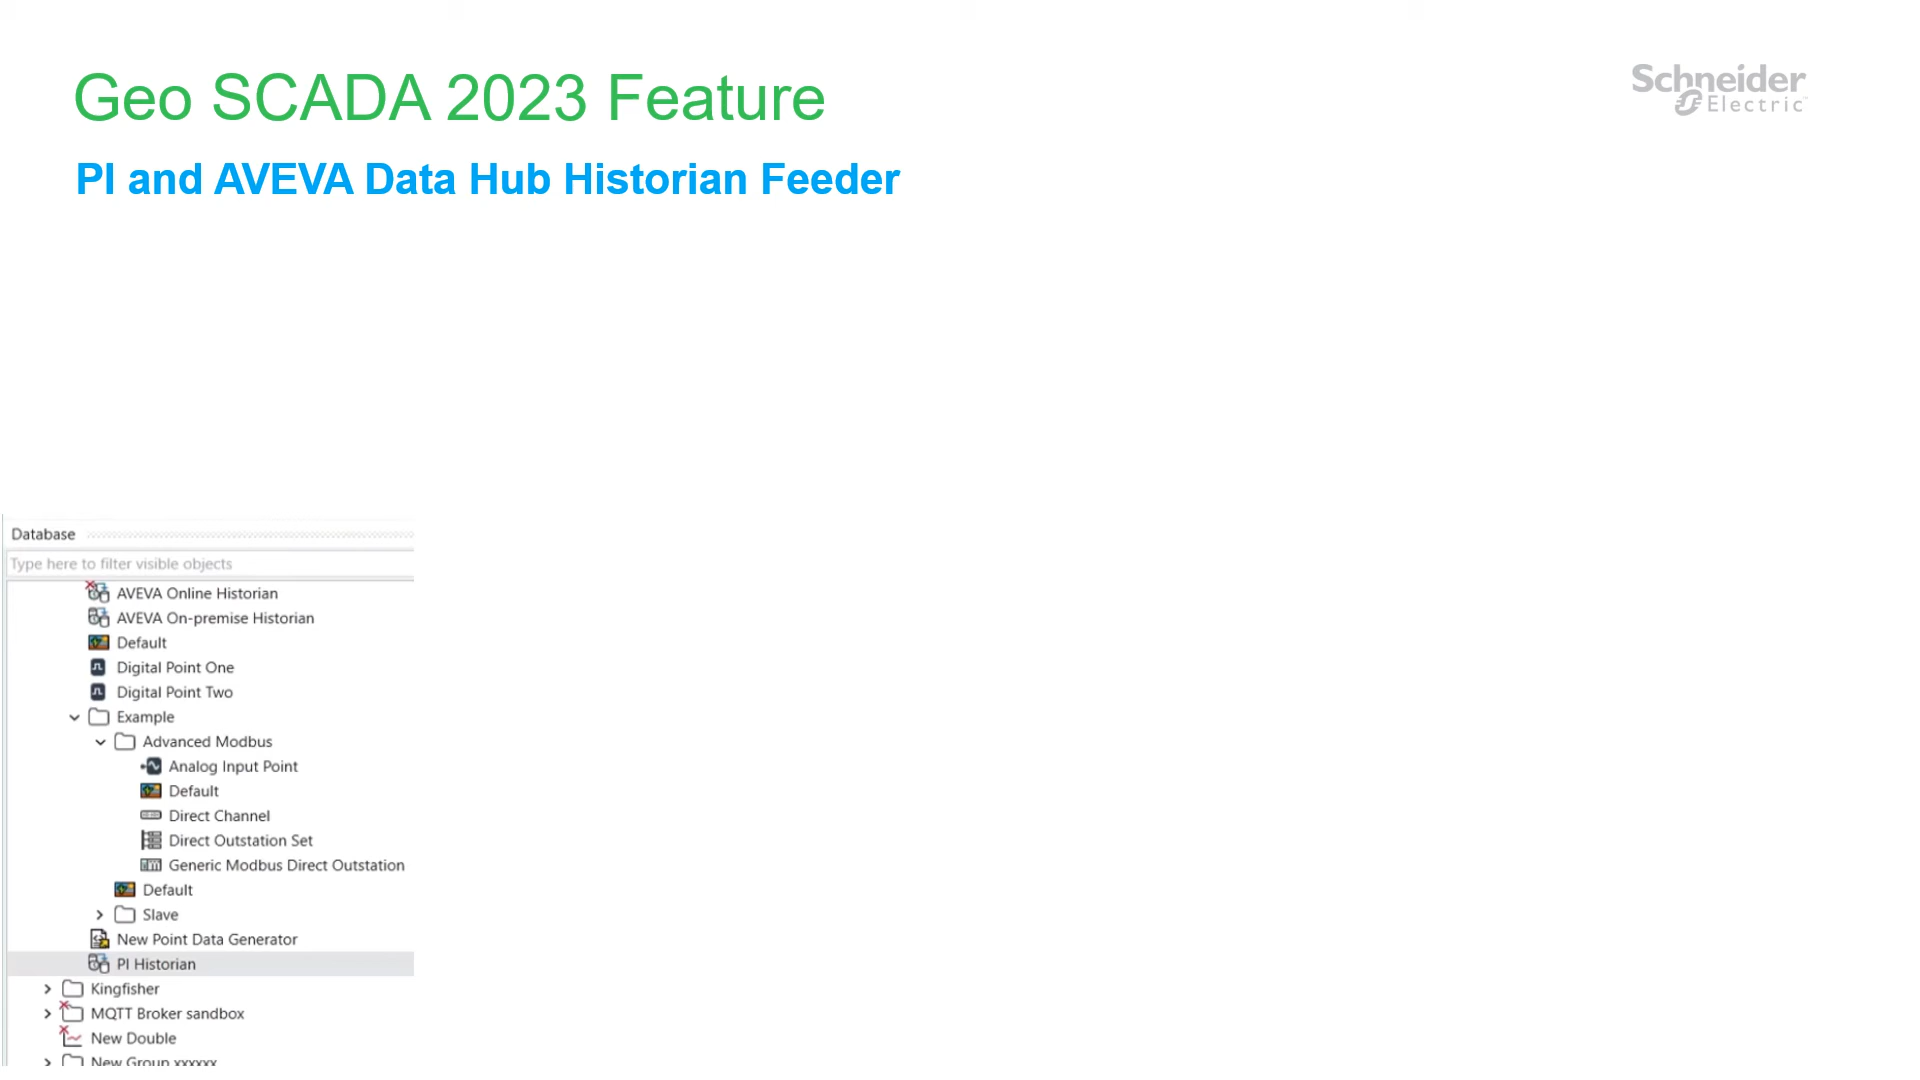 Geo SCADA 2023 Feature
Schneider
Electric
PI and AVEVA Data Hub Historian Feeder
Database
Type here to filter visible objects
AVEVA Online Historian
AVEVA On-premise Historian
Default
Digital Point One
Digital Point Two
Example
Advanced Modbus
Analog Input Point
Default
Direct Channel
Direct Outstation Set
Generic Modbus Direct Outstation
Default
Slave
New Point Data Generator
PI Historian
Kingfisher
MQTT Broker sandbox
New Double
New Group xxxxxx